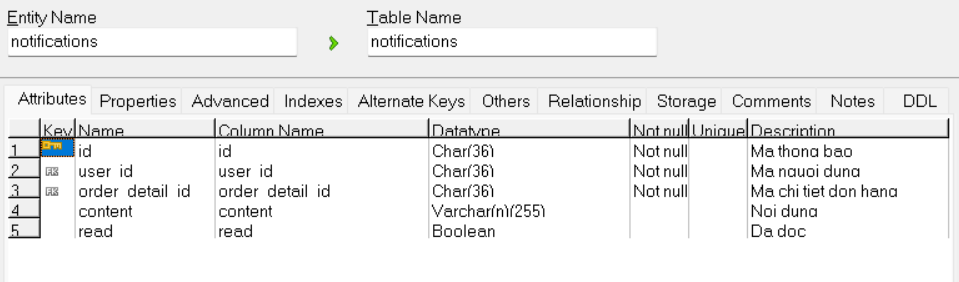 Entity Name Table Name
notifications notifications
Attributes Properties Advanced Indexes Alternate Keys Others Relationship Storage Comments Notes DDL
Key Name Column Name Datatype Not null Unique Description
1 id id Char(36) Not null Ma thong bao
2 FK user_id user_id Char(36) Not null Ma nguoi dung
3 FK order_detail_id order_detail_id Char(36) Not null Ma chi tiet don hang
4 content content Varchar(n)(255) Noi dung
5 read read Boolean Da doc